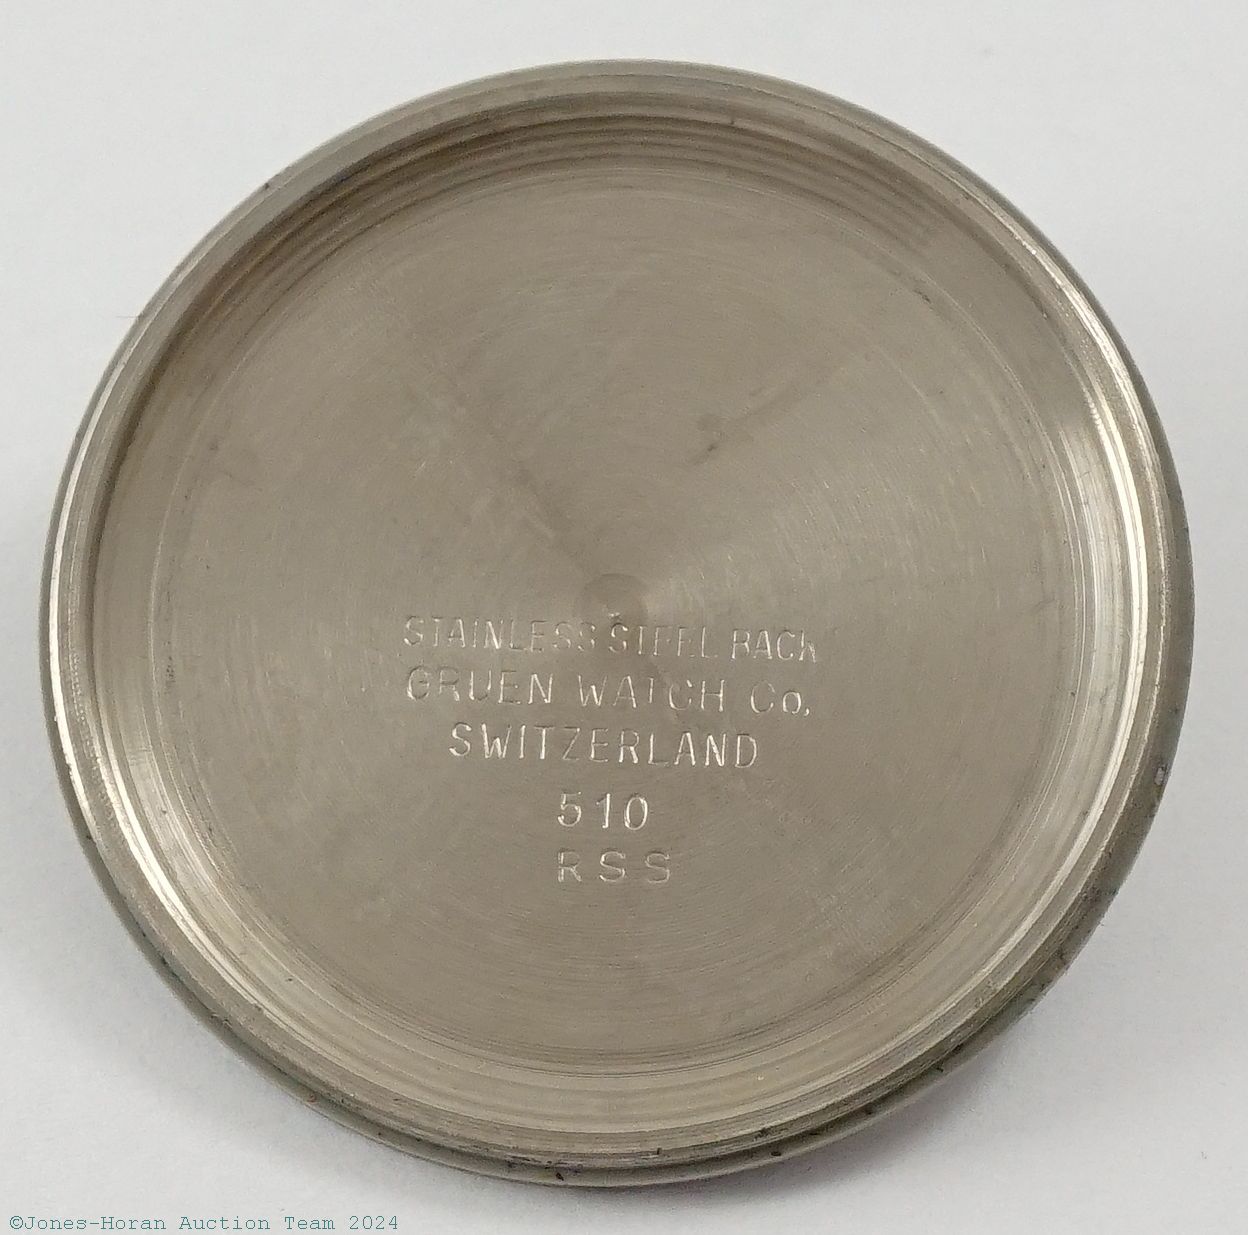 STAINLESS STEEL BACK
GRUEN WATCH Co.
SWITZERLAND
510
RSS
©Jones-Horan Auction Team 2024